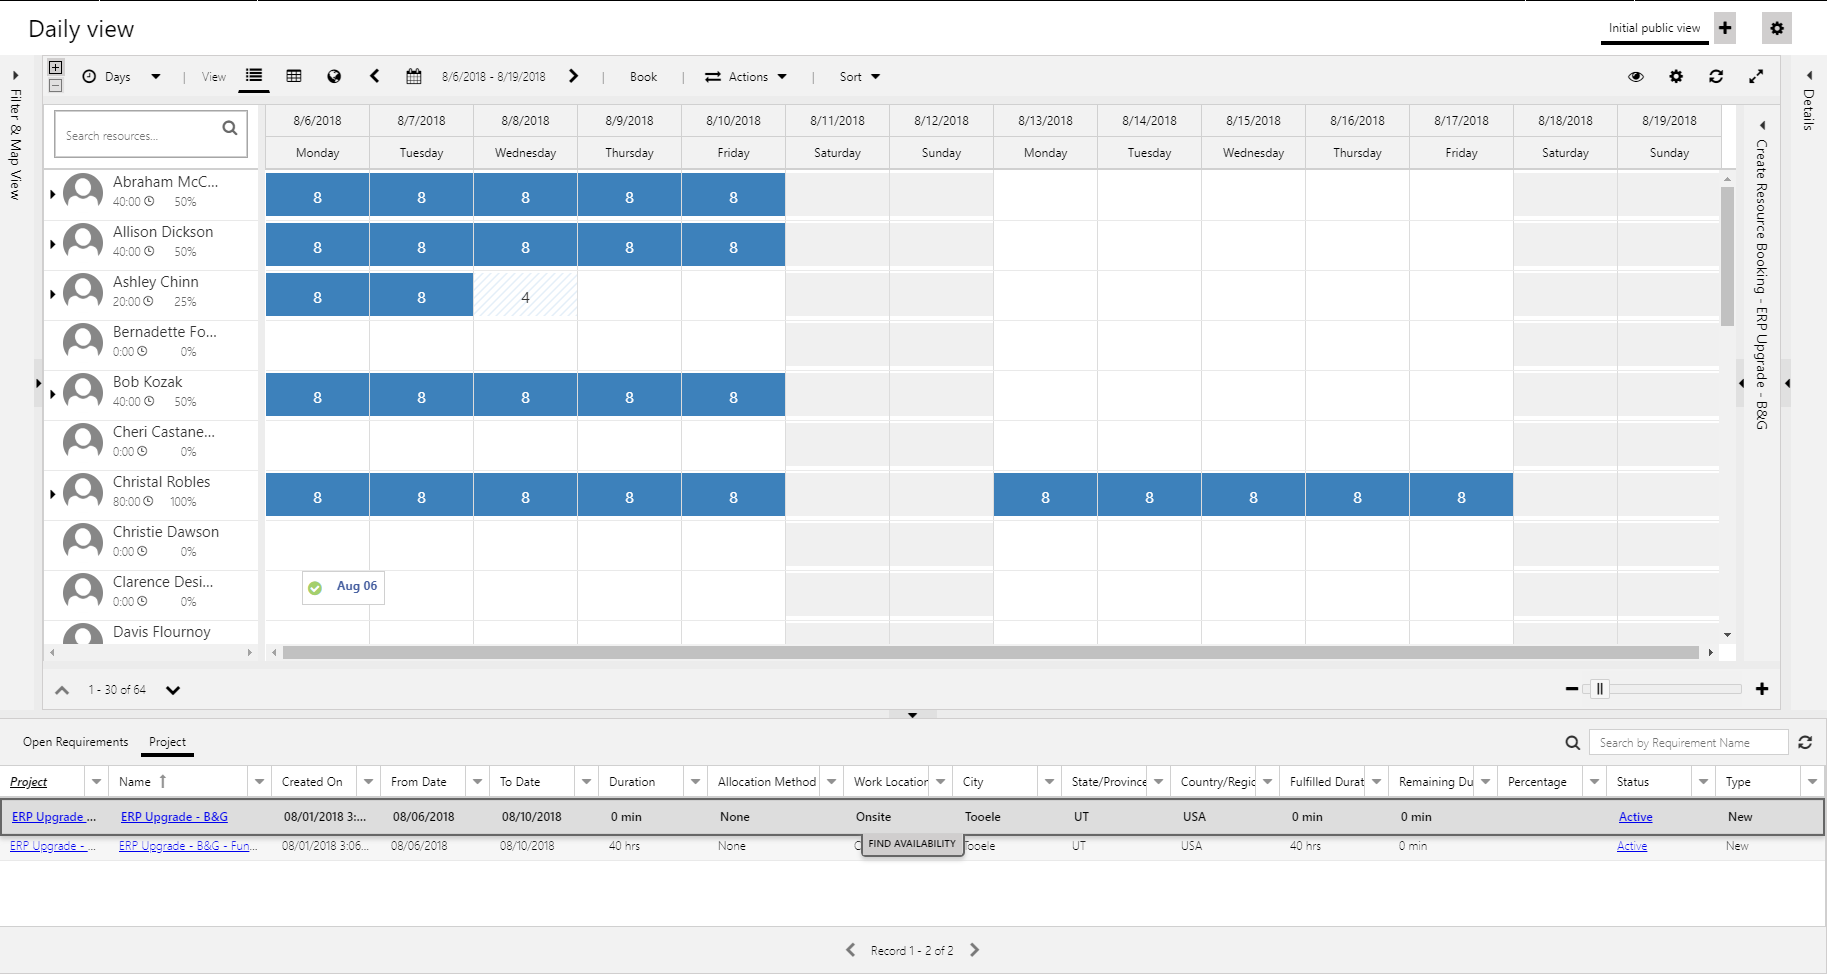 Daily view
Initial public view
Filter & Map View
Days
View
8/6/2018 - 8/19/2018
Book
Actions
Sort
Details
Create Resource Booking - ERP Upgrade - B&G
Search resources...
8/6/2018 8/7/2018 8/8/2018 8/9/2018 8/10/2018 8/11/2018 8/12/2018 8/13/2018 8/14/2018 8/15/2018 8/16/2018 8/17/2018 8/18/2018 8/19/2018
Monday Tuesday Wednesday Thursday Friday Saturday Sunday Monday Tuesday Wednesday Thursday Friday Saturday Sunday
Abraham McC...
40:00 50%
8 8 8 8 8
Allison Dickson
40:00 50%
8 8 8 8 8
Ashley Chinn
20:00 25%
8 8 4
Bernadette Fo...
0:00 0%
Bob Kozak
40:00 50%
8 8 8 8 8
Cheri Castane...
0:00 0%
Christal Robles
80:00 100%
8 8 8 8 8 8 8 8 8 8
Christie Dawson
0:00 0%
Clarence Desi...
0:00 0%
Aug 06
Davis Flournoy
1 - 30 of 64
Open Requirements Project
Search by Requirement Name
Project Name Created On From Date To Date Duration Allocation Method Work Location City State/Province Country/Regic Fulfilled Durat Remaining Du Percentage Status Type
ERP Upgrade ... ERP Upgrade - B&G 08/01/2018 3:... 08/06/2018 08/10/2018 0 min None Onsite Tooele UT USA 0 min 0 min Active New
ERP Upgrade - ... ERP Upgrade - B&G - Fun... 08/01/2018 3:06... 08/06/2018 08/10/2018 40 hrs None Tooele UT USA 40 hrs 0 min Active New
FIND AVAILABILITY
Record 1 - 2 of 2